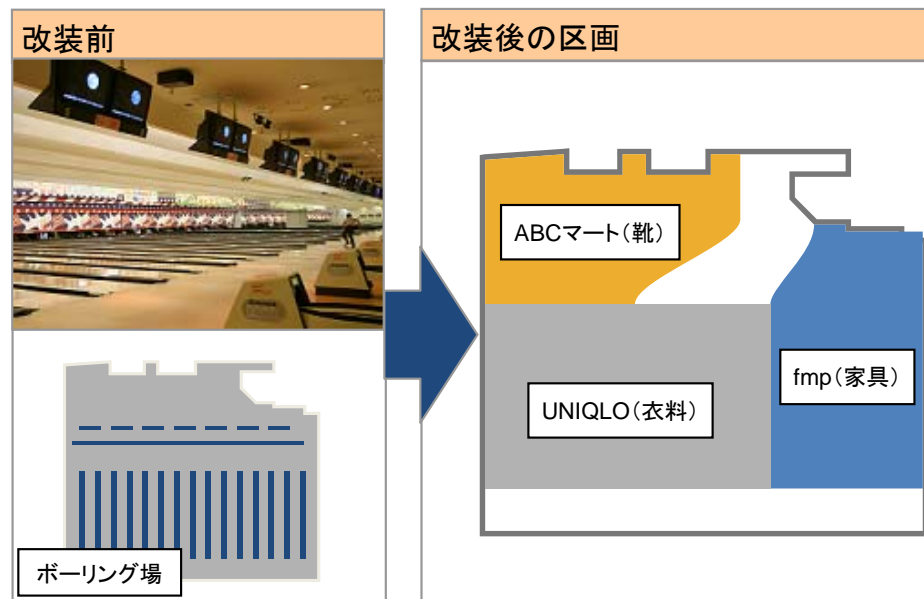 改装前
改装後の区画
ABCマート(靴)
fmp(家具)
UNIQLO(衣料)
ボーリング場